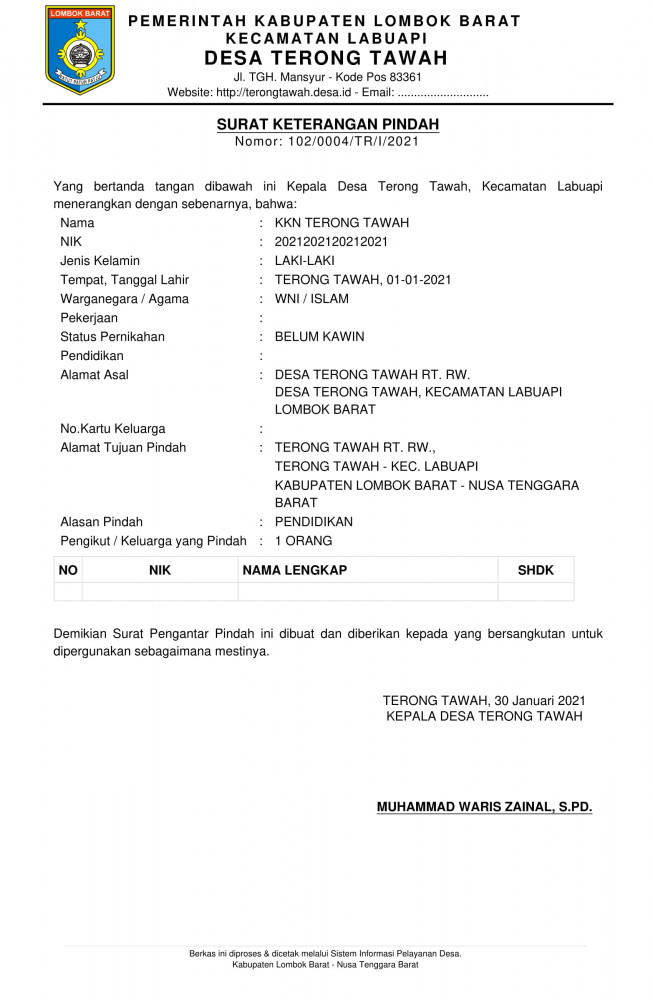 LOMBOK BARAT
PATUT PATUH PATJU
PEMERINTAH KABUPATEN LOMBOK BARAT
KECAMATAN LABUAPI
DESA TERONG TAWAH
Jl. TGH. Mansyur - Kode Pos 83361
Website: http://terongtawah.desa.id - Email: ............................
SURAT KETERANGAN PINDAH
Nomor: 102/0004/TR/I/2021
Yang bertanda tangan dibawah ini Kepala Desa Terong Tawah, Kecamatan Labuapi
menerangkan dengan sebenarnya, bahwa:
Nama : KKN TERONG TAWAH
NIK : 2021202120212021
Jenis Kelamin : LAKI-LAKI
Tempat, Tanggal Lahir : TERONG TAWAH, 01-01-2021
Warganegara / Agama : WNI / ISLAM
Pekerjaan :
Status Pernikahan : BELUM KAWIN
Pendidikan :
Alamat Asal : DESA TERONG TAWAH RT. RW.
DESA TERONG TAWAH, KECAMATAN LABUAPI
LOMBOK BARAT
No.Kartu Keluarga :
Alamat Tujuan Pindah : TERONG TAWAH RT. RW.,
TERONG TAWAH - KEC. LABUAPI
KABUPATEN LOMBOK BARAT - NUSA TENGGARA
BARAT
Alasan Pindah : PENDIDIKAN
Pengikut / Keluarga yang Pindah : 1 ORANG
NO NIK NAMA LENGKAP SHDK
Demikian Surat Pengantar Pindah ini dibuat dan diberikan kepada yang bersangkutan untuk
dipergunakan sebagaimana mestinya.
TERONG TAWAH, 30 Januari 2021
KEPALA DESA TERONG TAWAH
MUHAMMAD WARIS ZAINAL, S.PD.
Berkas ini diproses & dicetak melalui Sistem Informasi Pelayanan Desa.
Kabupaten Lombok Barat - Nusa Tenggara Barat